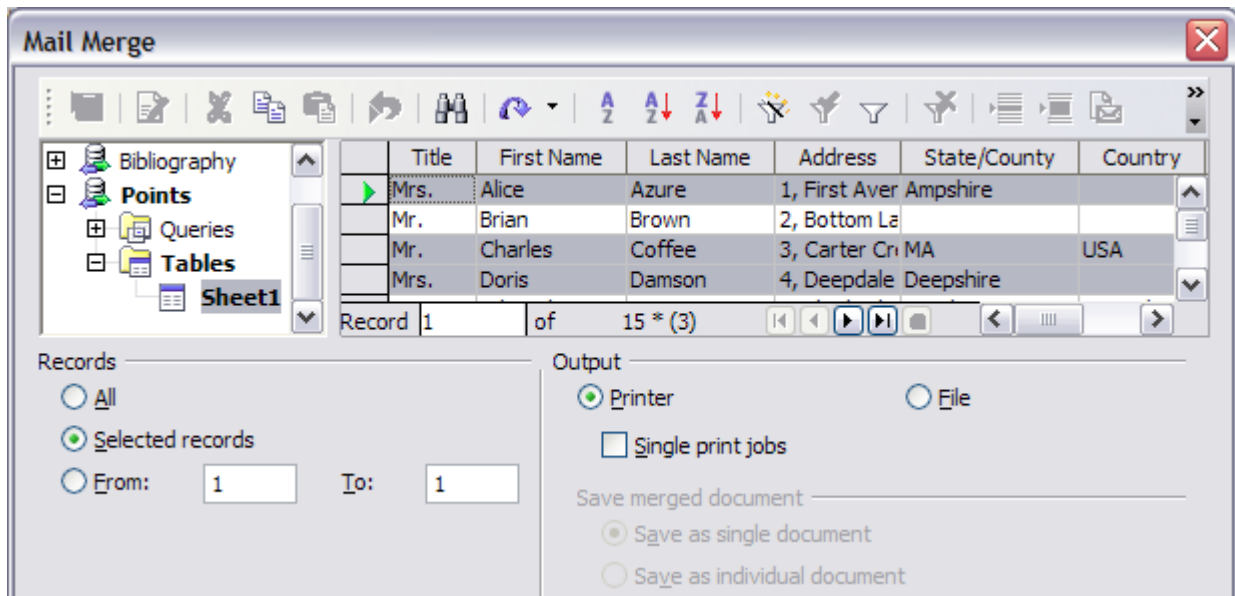 Mail Merge
Bibliography
Points
Queries
Tables
Sheet1
Title First Name Last Name Address State/County Country
Mrs. Alice Azure 1, First Aver Ampshire
Mr. Brian Brown 2, Bottom La
Mr. Charles Coffee 3, Carter Cr MA USA
Mrs. Doris Damson 4, Deepdale Deepshire
Record 1 of 15 * (3)
Records
All
Selected records
From: 1 To: 1
Output
Printer File
Single print jobs
Save merged document
Save as single document
Save as individual document